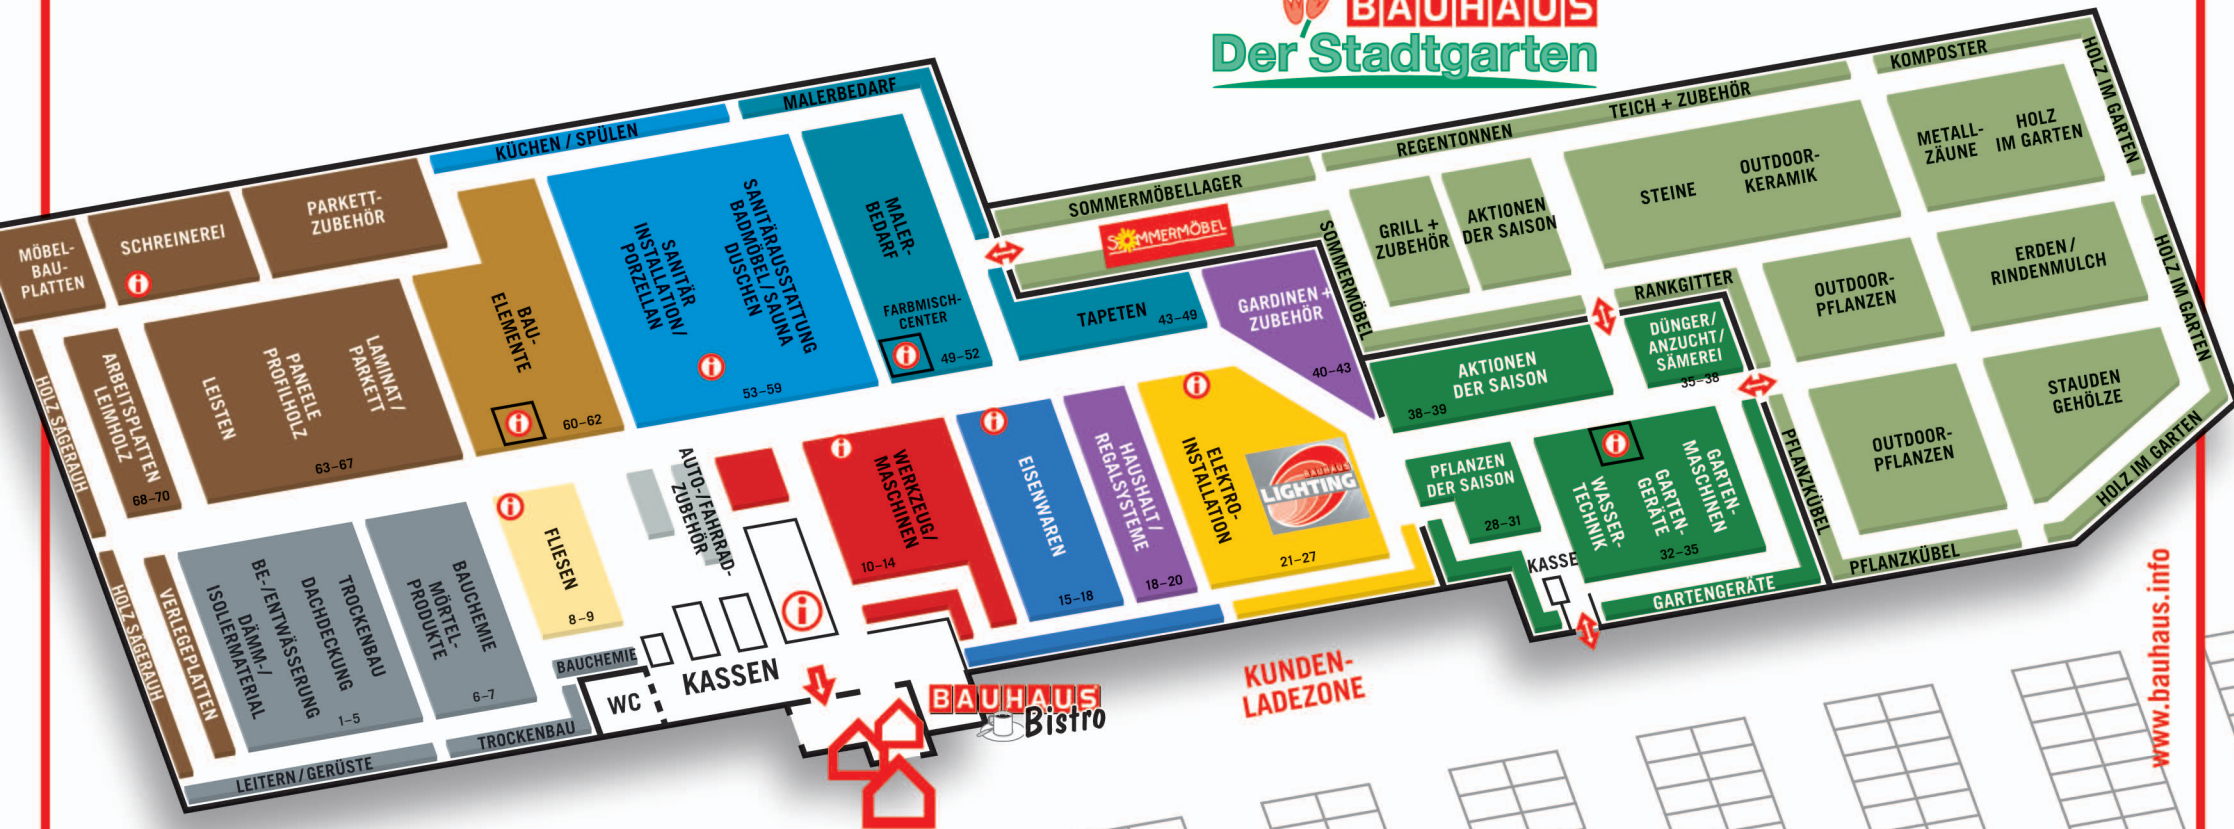 BAUHAUS
Der Stadtgarten
MALERBEDARF
KÜCHEN / SPÜLEN
PARKETT-
ZUBEHÖR
SCHREINEREI
MÖBEL-
BAU-
PLATTEN
HOLZ SÄGERAUH
ARBEITSPLATTEN
LEIMHOLZ
68–70
LEISTEN
PANEELE
PROFILHOLZ
LAMINAT/
PARKETT
63–67
BAU-
ELEMENTE
60–62
SANITÄR
INSTALLATION/
PORZELLAN
SANITÄRAUSSTATTUNG
BADMÖBEL/SAUNA
DUSCHEN
53–59
MALER-
BEDARF
FARBMISCH-
CENTER
49–52
SOMMERMÖBELLAGER
SOMMERMÖBEL
SOMMERMÖBEL
TAPETEN 43–49
GARDINEN +
ZUBEHÖR
40–43
REGENTONNEN
TEICH + ZUBEHÖR
KOMPOSTER
HOLZ IM GARTEN
GRILL +
ZUBEHÖR
AKTIONEN
DER SAISON
STEINE
OUTDOOR-
KERAMIK
METALL-
ZÄUNE
HOLZ
IM GARTEN
RANKGITTER
OUTDOOR-
PFLANZEN
ERDEN/
RINDENMULCH
HOLZ IM GARTEN
AKTIONEN
DER SAISON
38–39
DÜNGER/
ANZUCHT/
SÄMEREI
35–38
OUTDOOR-
PFLANZEN
STAUDEN
GEHÖLZE
HOLZ IM GARTEN
PFLANZKÜBEL
PFLANZKÜBEL
PFLANZEN
DER SAISON
28–31
WASSER-
TECHNIK
GARTEN-
GERÄTE
GARTEN-
MASCHINEN
32–35
KASSE
GARTENGERÄTE
ELEKTRO-
INSTALLATION
BAUHAUS
LIGHTING
21–27
HAUSHALT/
REGALSYSTEME
18–20
EISENWAREN
15–18
WERKZEUG/
MASCHINEN
10–14
AUTO-/FAHRRAD-
ZUBEHÖR
FLIESEN
8–9
BAUCHEMIE
MÖRTEL-
PRODUKTE
6–7
TROCKENBAU
DACHDECKUNG
BE-/ENTWÄSSERUNG
DÄMM-/
ISOLIERMATERIAL
1–5
VERLEGEPLATTEN
HOLZ SÄGERAUH
LEITERN/GERÜSTE
TROCKENBAU
BAUCHEMIE
WC
KASSEN
BAUHAUS
Bistro
KUNDEN-
LADEZONE
www.bauhaus.info